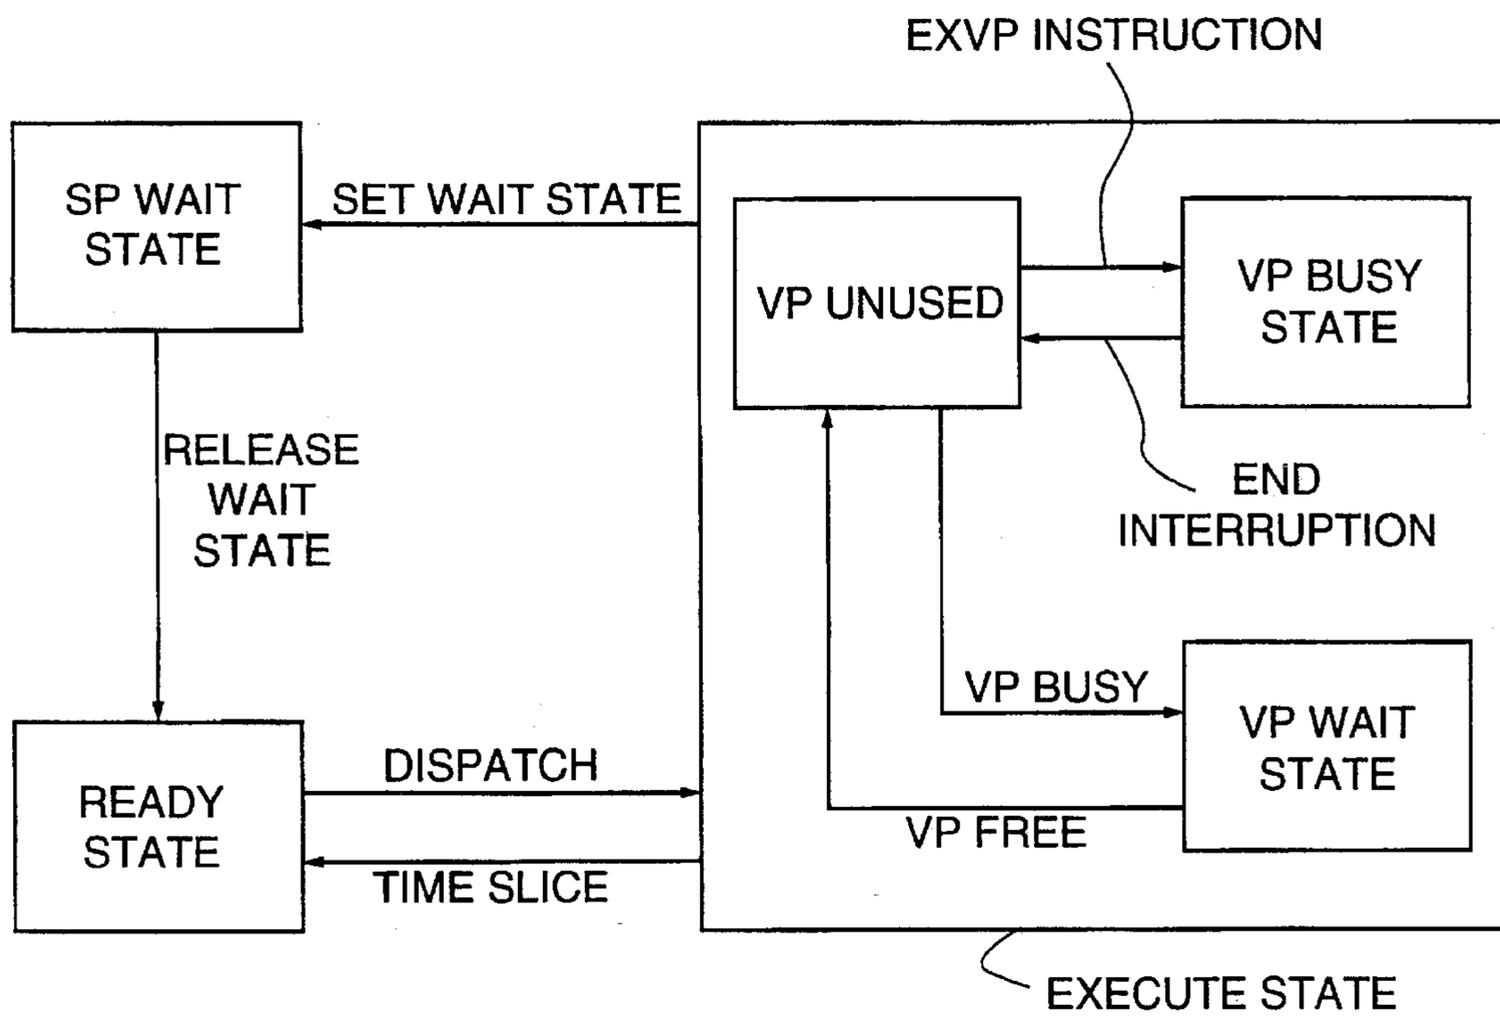 EXVP INSTRUCTION
SP WAIT
STATE
SET WAIT STATE
VP UNUSED
VP BUSY
STATE
RELEASE
WAIT
STATE
END
INTERRUPTION
VP BUSY
VP WAIT
STATE
DISPATCH
READY
STATE
VP FREE
TIME SLICE
EXECUTE STATE